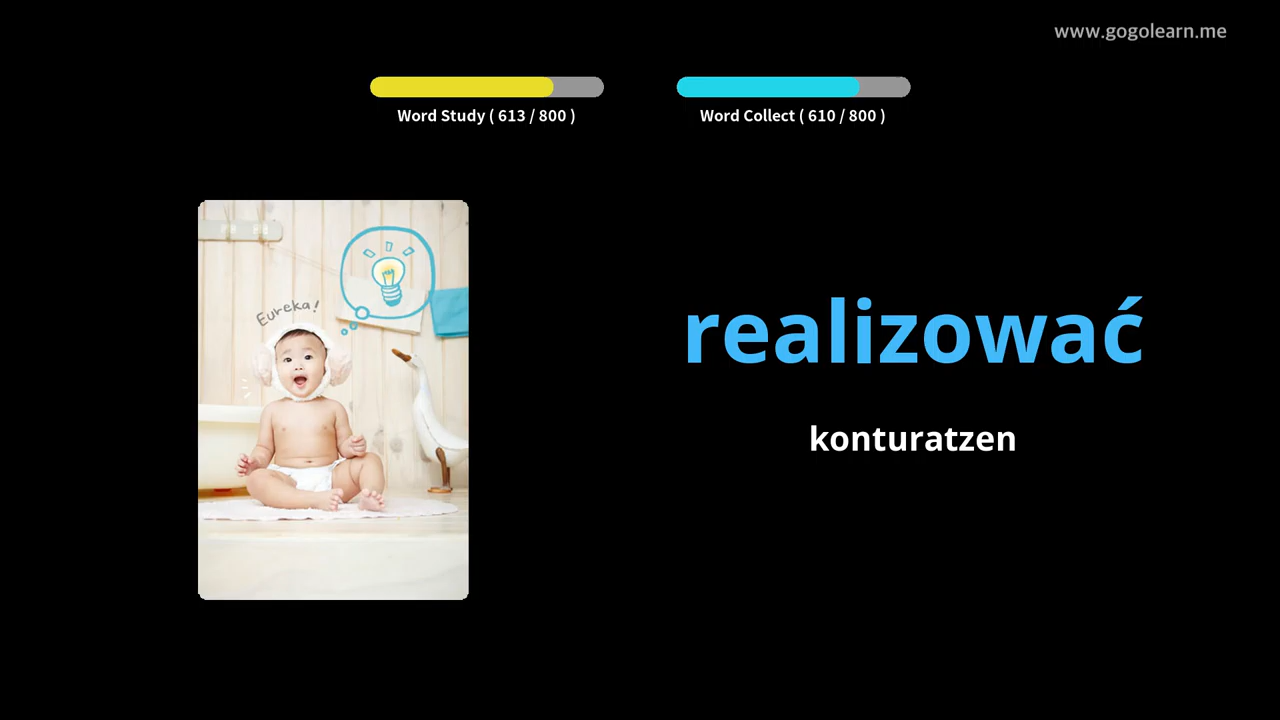 www.gogolearn.me
Word Study ( 613 / 800 )
Word Collect ( 610 / 800 )
Eureka!
realizować
konturatzen